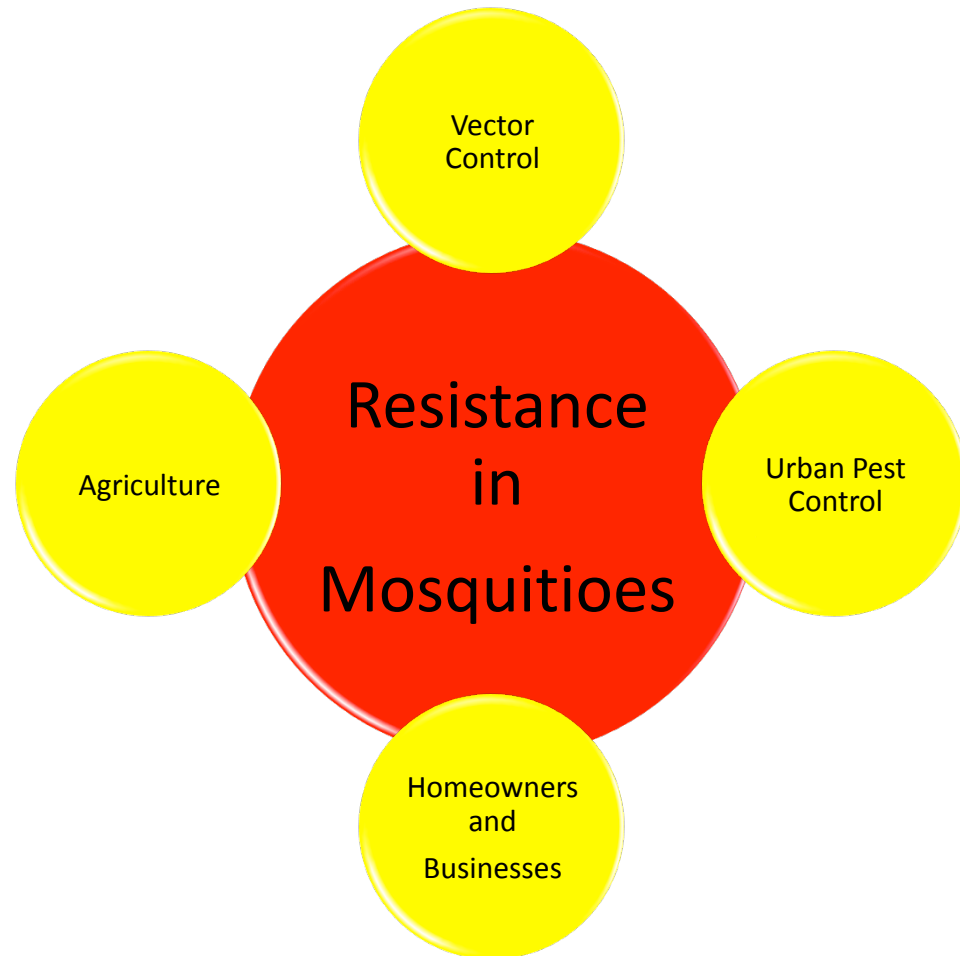 Vector
Control
Resistance
in
Mosquitioes
Agriculture
Urban Pest
Control
Homeowners
and
Businesses